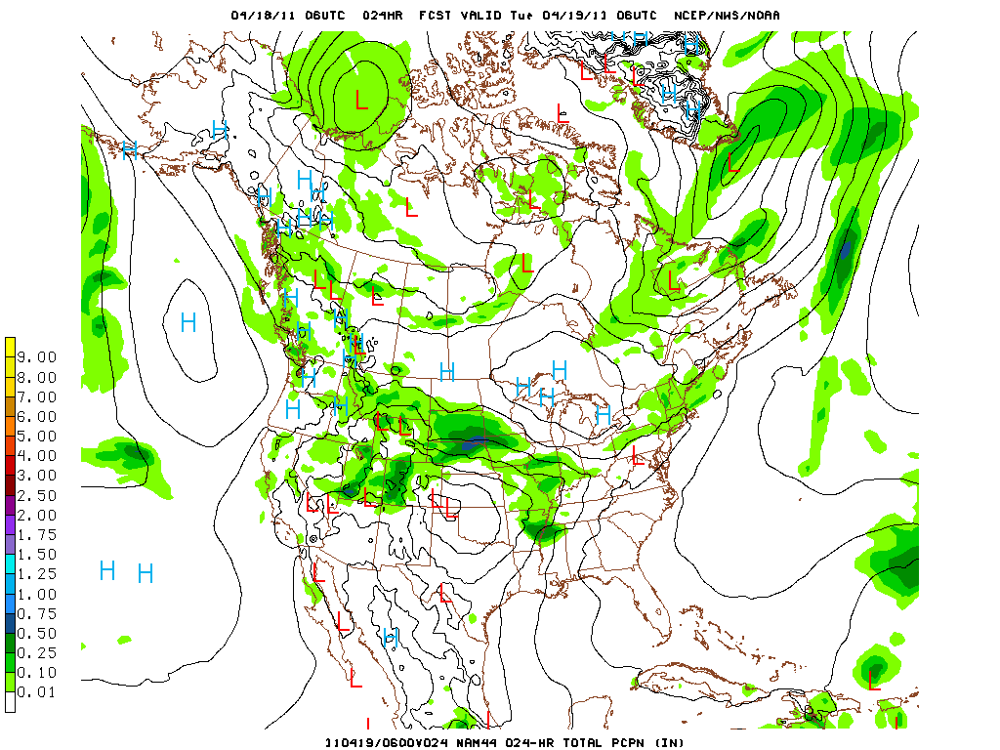 04/18/11 06UTC 024HR FCST VALID Tue 04/19/11 06UTC NCEP/NWS/NOAA
H H
H
L L
L
H
L
H
H
L
H
H
L
H
H
H
H H
H
L
L
L
L
L
L
L
H
H
H
H
H
L
H
H
H
H
H
H
H
H
H
L
L
L
L
L
L
L
L
L
H
H
L
L
L
H
L
L
L
L
L
9.00
8.00
7.00
6.00
5.00
4.00
3.00
2.50
2.00
1.75
1.50
1.25
1.00
0.75
0.50
0.25
0.10
0.01
110419/0600V024 NAM44 024-HR TOTAL PCPN (IN)